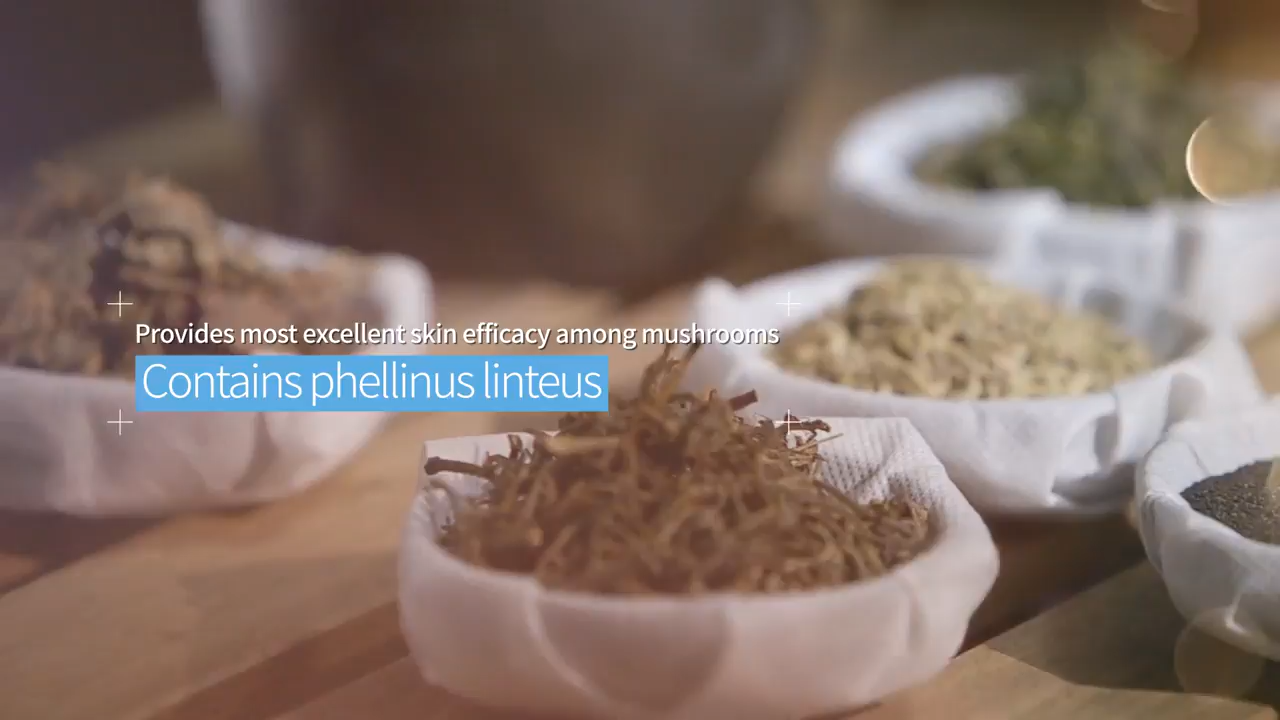 Provides most excellent skin efficacy among mushrooms
Contains phellinus linteus